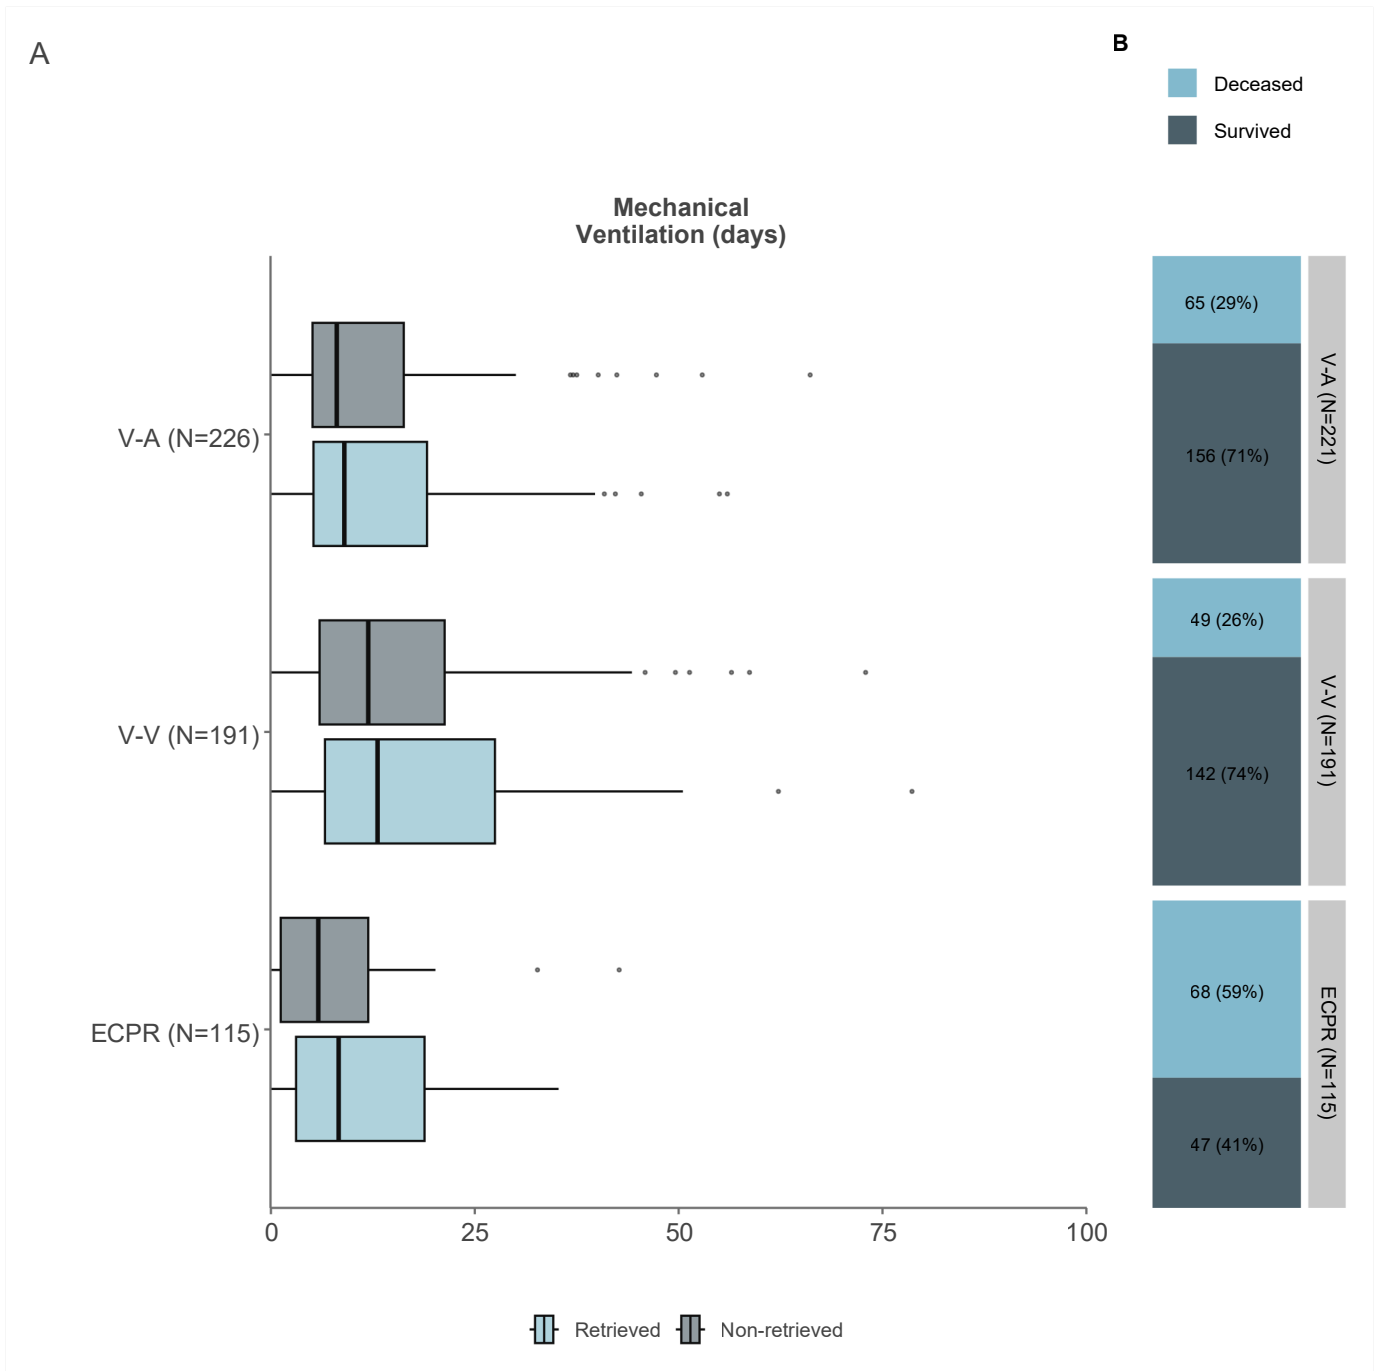 A
B
Deceased
Survived
Mechanical
Ventilation (days)
V-A (N=226)
V-V (N=191)
ECPR (N=115)
0 25 50 75 100
Retrieved Non-retrieved
65 (29%)
156 (71%)
V-A (N=221)
49 (26%)
142 (74%)
V-V (N=191)
68 (59%)
47 (41%)
ECPR (N=115)